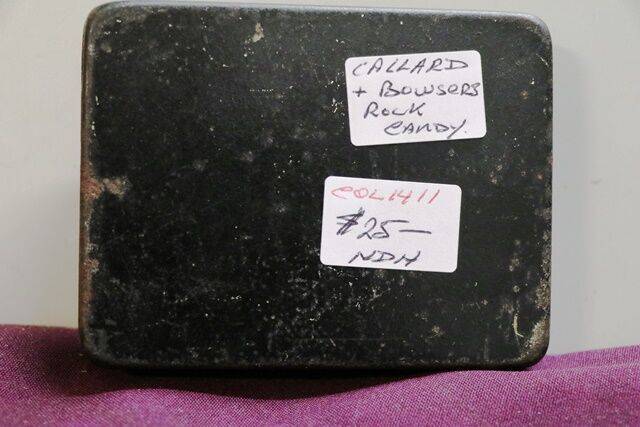 CALLARD
+ BOWSERS
ROCK
CANDY.
COL1411
$25—
NDH